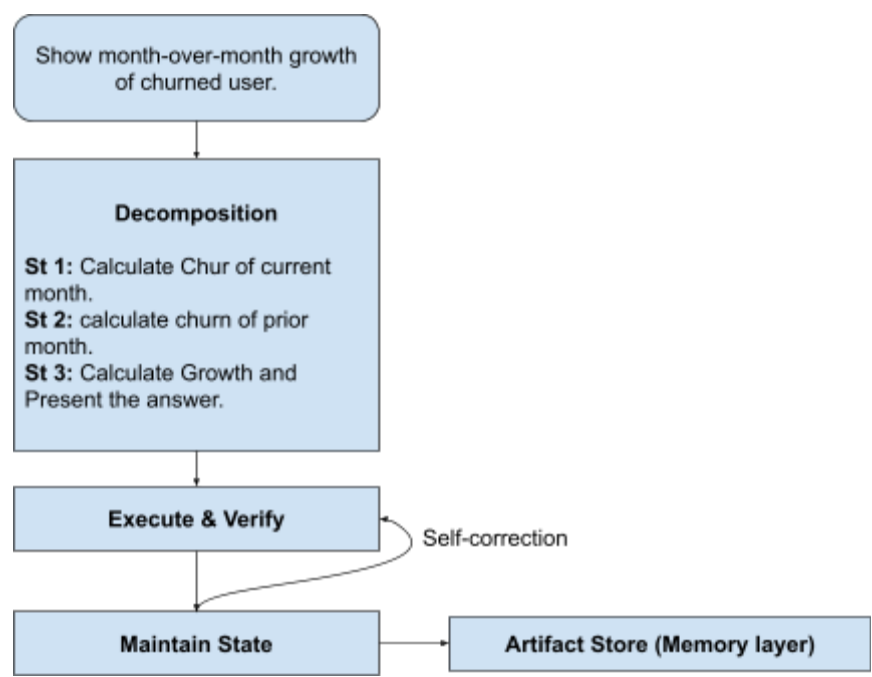 Show month-over-month growth
of churned user.
Decomposition
St 1: Calculate Chur of current
month.
St 2: calculate churn of prior
month.
St 3: Calculate Growth and
Present the answer.
Execute & Verify
Self-correction
Maintain State
Artifact Store (Memory layer)